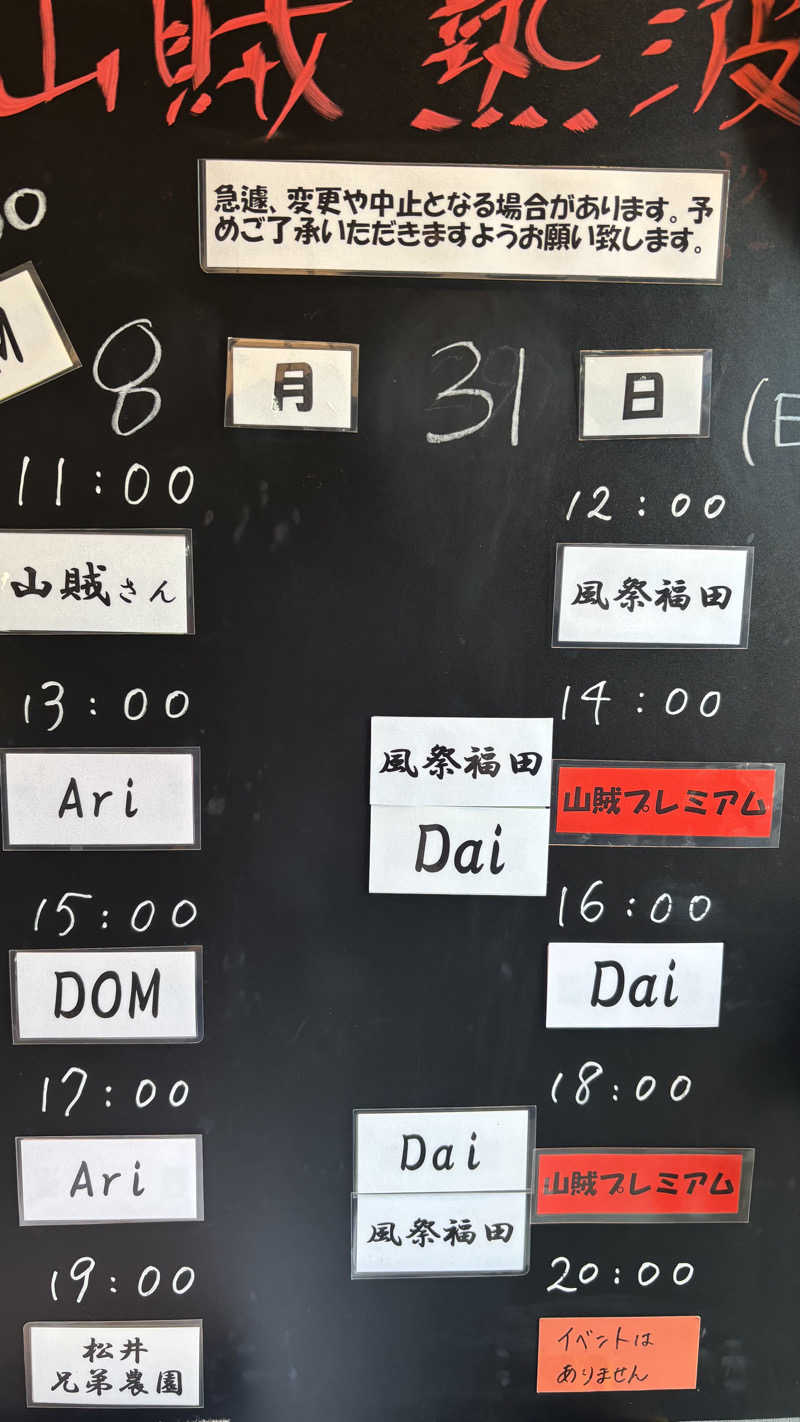 山賊 熱波
急遽、変更や中止となる場合があります。予
めご了承いただきますようお願い致します。
8 月 31 日 (日
11:00
山賊さん
12:00
風祭福田
13:00
Ari
14:00
風祭福田
Dai
山賊プレミアム
15:00
DOM
16:00
Dai
17:00
Ari
18:00
Dai
風祭福田
山賊プレミアム
19:00
松井
兄弟農園
20:00
イベントは
ありません